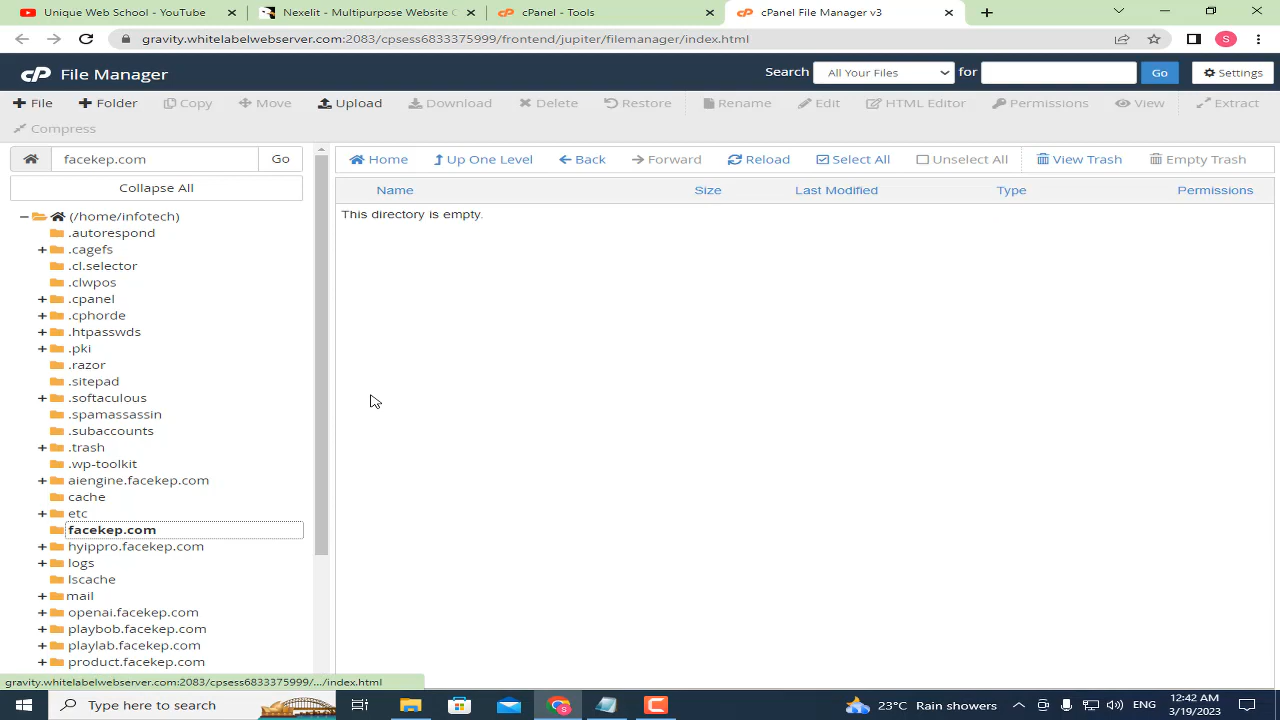 Universal Web School - YouTube
Nexelit - Multipurpose Website C
cPanel - Tools
cPanel File Manager v3
gravity.whitelabelwebserver.com:2083/cpsess6833375999/frontend/jupiter/filemanager/index.html
S
cP File Manager
Search All Your Files for Go Settings
File Folder Copy Move Upload Download Delete Restore Rename Edit HTML Editor Permissions View Extract
Compress
facekep.com Go
Home Up One Level Back Forward Reload Select All Unselect All View Trash Empty Trash
Collapse All
Name Size Last Modified Type Permissions
This directory is empty.
(/home/infotech)
.autorespond
.cagefs
.cl.selector
.clwpos
.cpanel
.cphorde
.htpasswds
.pki
.razor
.sitepad
.softaculous
.spamassassin
.subaccounts
.trash
.wp-toolkit
aiengine.facekep.com
cache
etc
facekep.com
hyippro.facekep.com
logs
lscache
mail
openai.facekep.com
playbob.facekep.com
playlab.facekep.com
product.facekep.com
gravity.whitelabelwebserver.com:2083/cpsess6833375999/.../index.html
Type here to search
S
23°C Rain showers
ENG
12:42 AM
3/19/2023